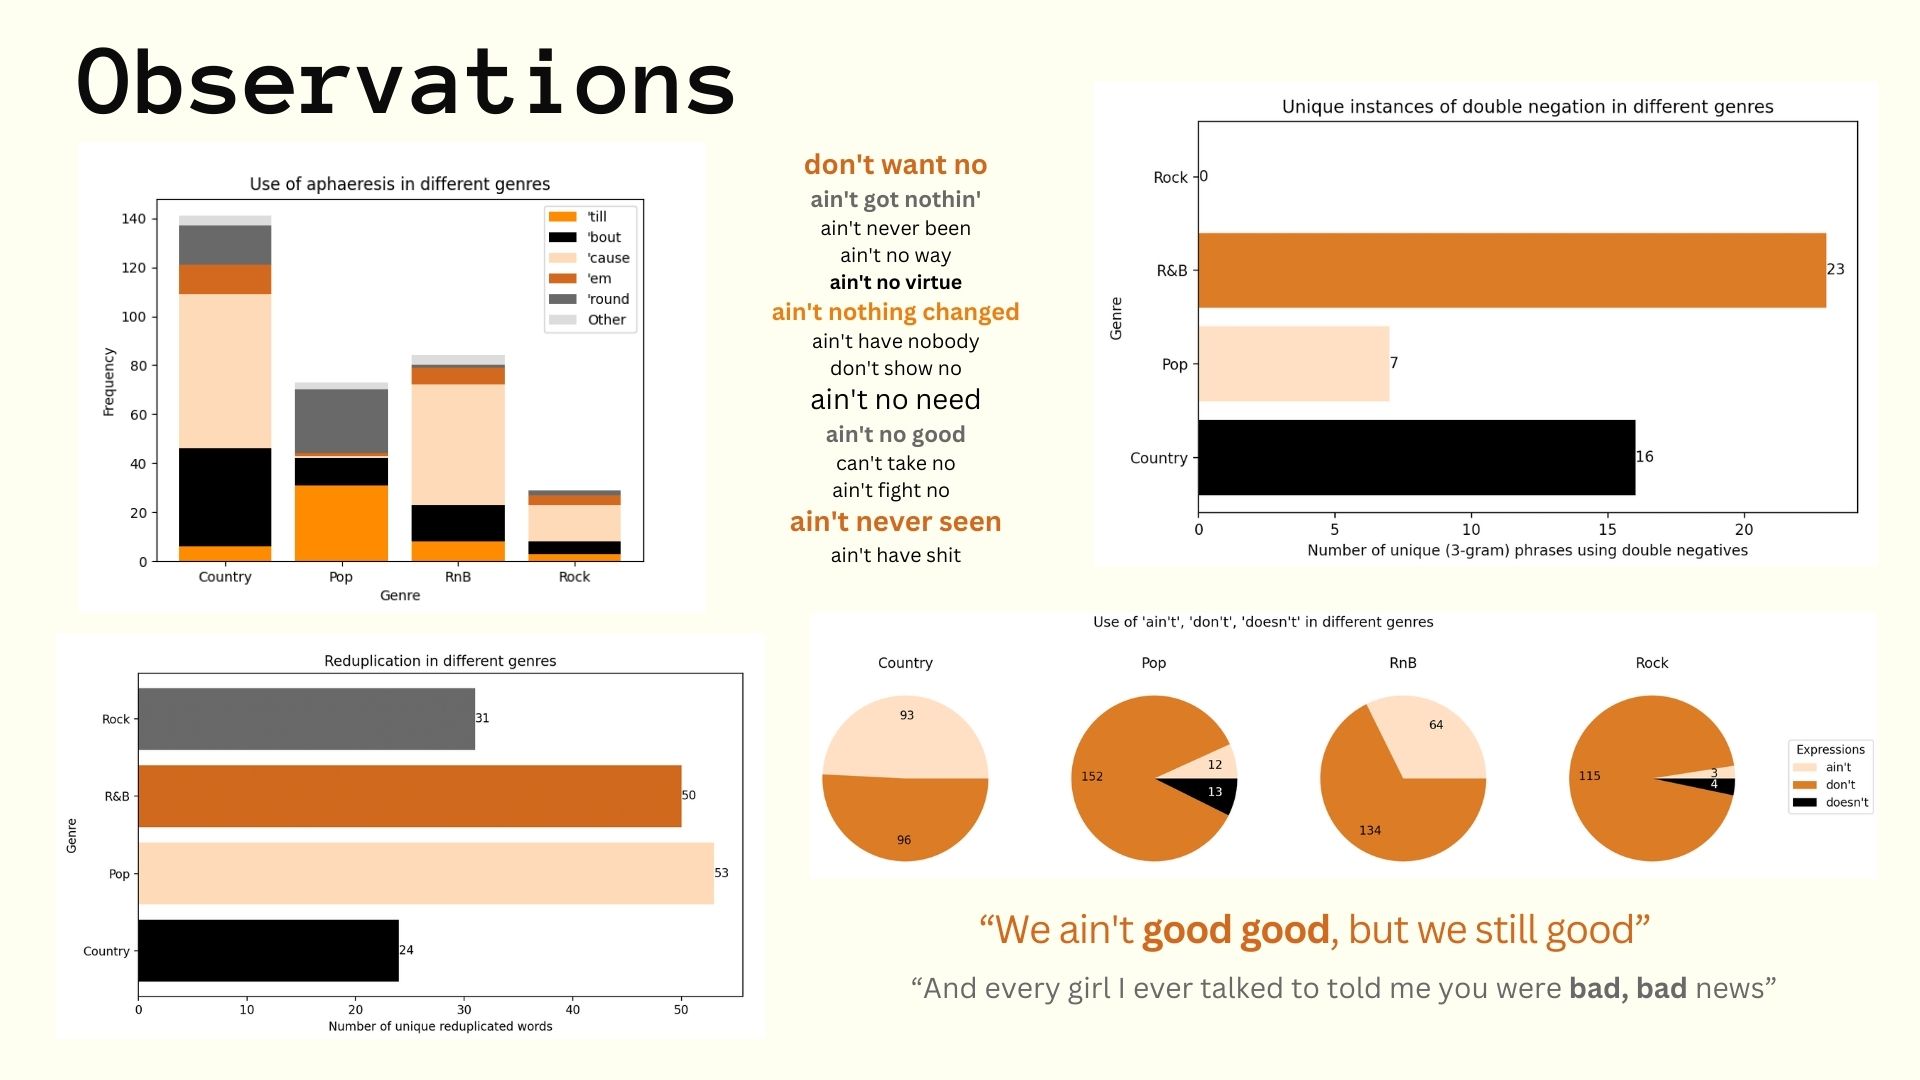 Observations
Use of aphaeresis in different genres
140
120
100
80
60
40
20
0
Frequency
'till
'bout
'cause
'em
'round
Other
Country Pop RnB Rock
Genre
don't want no
ain't got nothin'
ain't never been
ain't no way
ain't no virtue
ain't nothing changed
ain't have nobody
don't show no
ain't no need
ain't no good
can't take no
ain't fight no
ain't never seen
ain't have shit
Unique instances of double negation in different genres
Rock 0
R&B 23
Pop 7
Country 16
Genre
0 5 10 15 20
Number of unique (3-gram) phrases using double negatives
Reduplication in different genres
Rock 31
R&B 50
Pop 53
Country 24
Genre
0 10 20 30 40 50
Number of unique reduplicated words
Use of 'ain't', 'don't', 'doesn't' in different genres
Country Pop RnB Rock
93
96
12
152
13
64
134
3
115
4
Expressions
ain't
don't
doesn't
“We ain't good good, but we still good”
“And every girl I ever talked to told me you were bad, bad news”